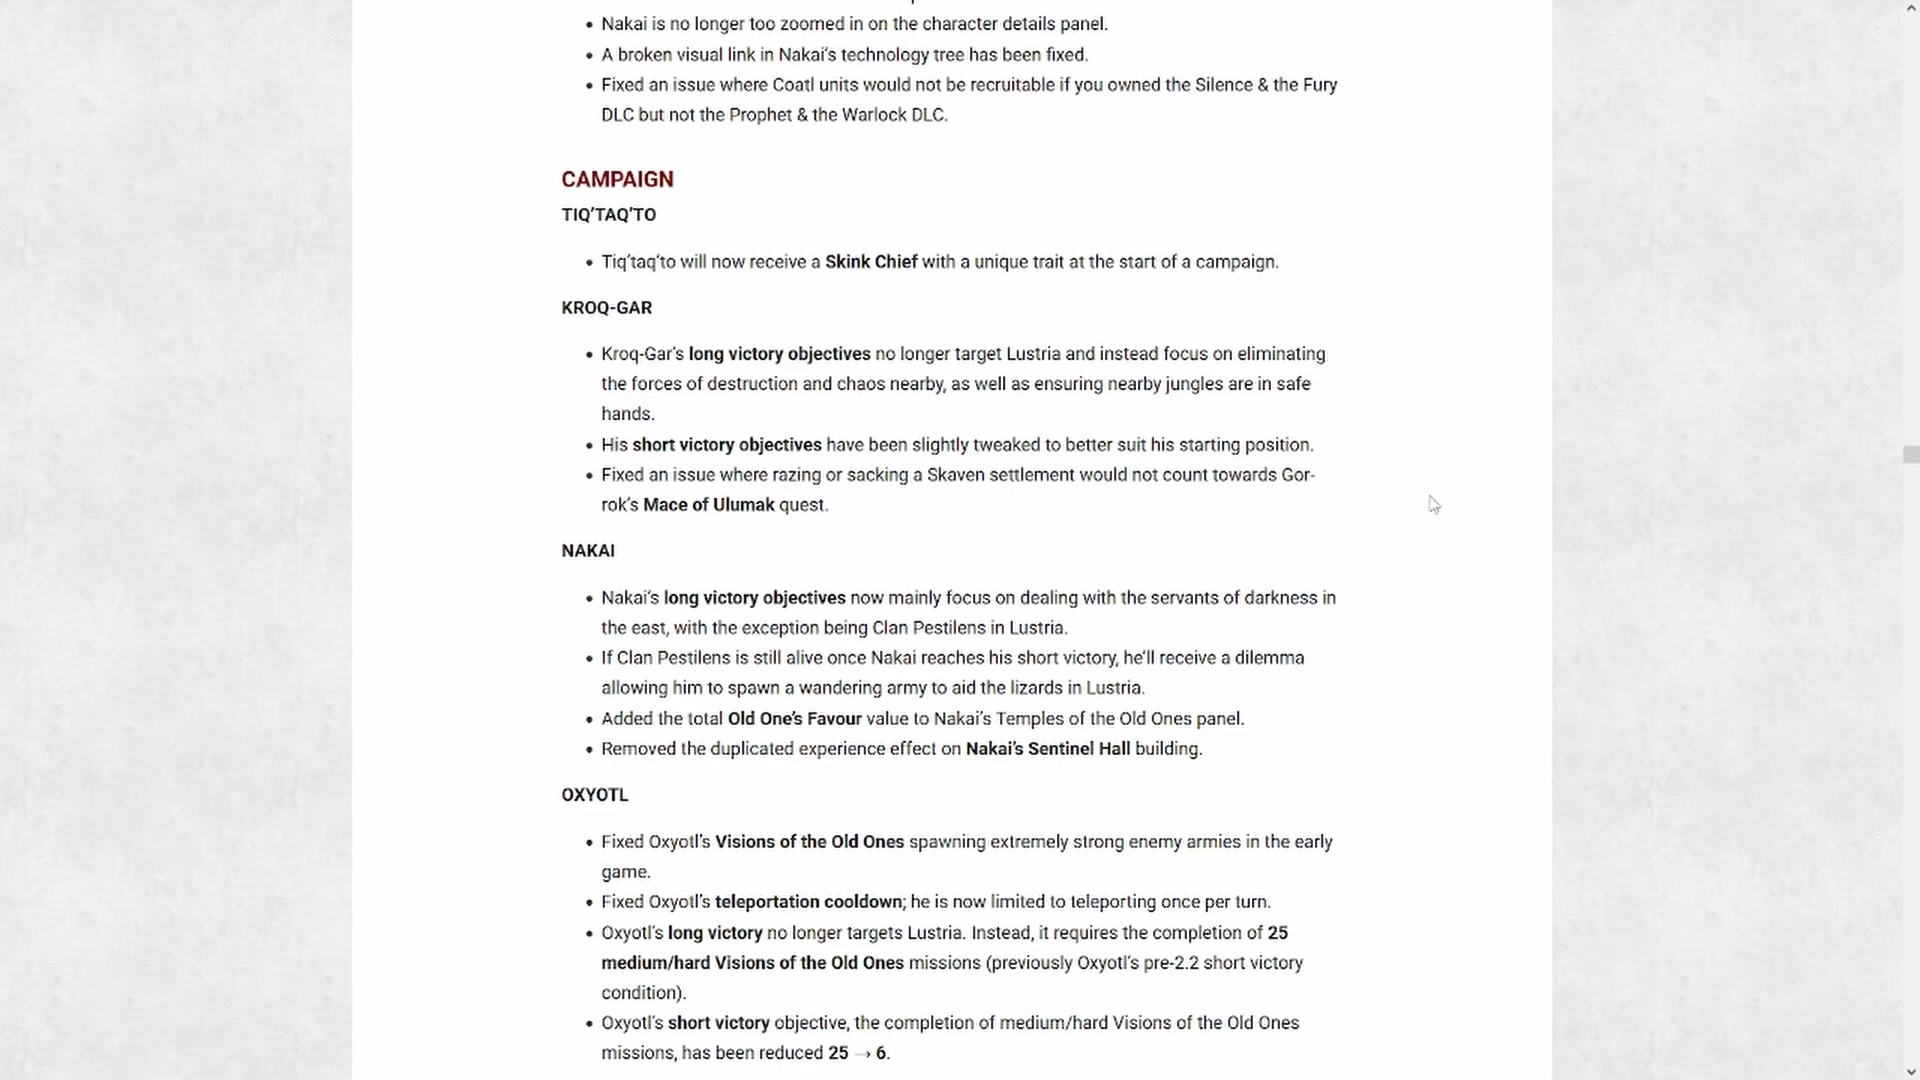 Nakai is no longer too zoomed in on the character details panel.
A broken visual link in Nakai's technology tree has been fixed.
Fixed an issue where Coatl units would not be recruitable if you owned the Silence & the Fury
DLC but not the Prophet & the Warlock DLC.
CAMPAIGN
TIQ'TAQ'TO
Tiq'taq'to will now receive a Skink Chief with a unique trait at the start of a campaign.
KROQ-GAR
Kroq-Gar's long victory objectives no longer target Lustria and instead focus on eliminating
the forces of destruction and chaos nearby, as well as ensuring nearby jungles are in safe
hands.
His short victory objectives have been slightly tweaked to better suit his starting position.
Fixed an issue where razing or sacking a Skaven settlement would not count towards Gor-
rok's Mace of Ulumak quest.
NAKAI
Nakai's long victory objectives now mainly focus on dealing with the servants of darkness in
the east, with the exception being Clan Pestilens in Lustria.
If Clan Pestilens is still alive once Nakai reaches his short victory, he'll receive a dilemma
allowing him to spawn a wandering army to aid the lizards in Lustria.
Added the total Old One's Favour value to Nakai's Temples of the Old Ones panel.
Removed the duplicated experience effect on Nakai's Sentinel Hall building.
OXYOTL
Fixed Oxyotl's Visions of the Old Ones spawning extremely strong enemy armies in the early
game.
Fixed Oxyotl's teleportation cooldown; he is now limited to teleporting once per turn.
Oxyotl's long victory no longer targets Lustria. Instead, it requires the completion of 25
medium/hard Visions of the Old Ones missions (previously Oxyotl's pre-2.2 short victory
condition).
Oxyotl's short victory objective, the completion of medium/hard Visions of the Old Ones
missions, has been reduced 25 → 6.